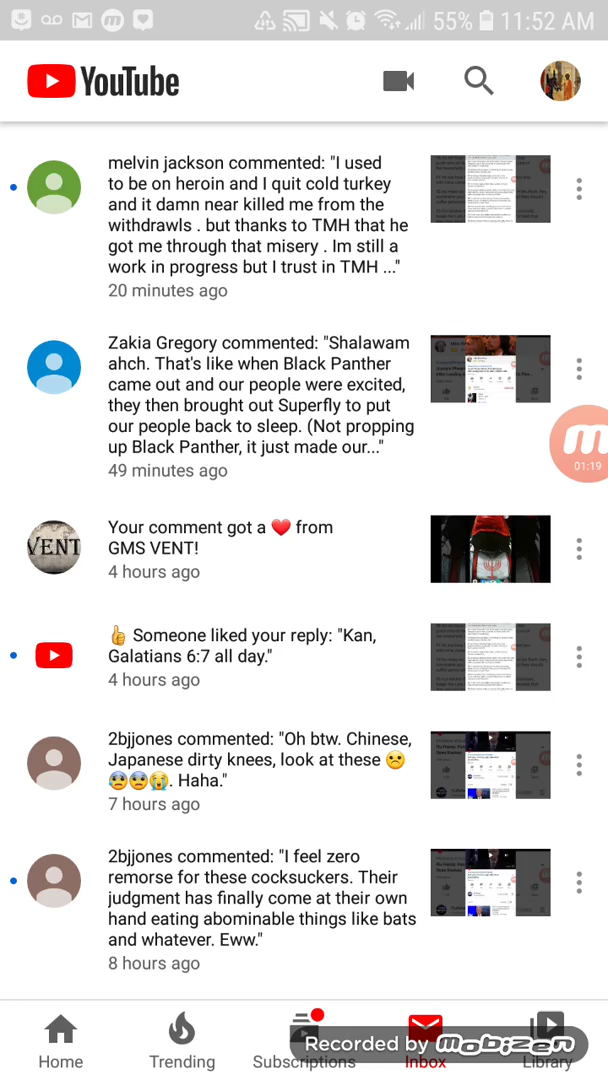 55% 11:52 AM
YouTube
melvin jackson commented: "I used
to be on heroin and I quit cold turkey
and it damn near killed me from the
withdrawls . but thanks to TMH that he
got me through that misery . Im still a
work in progress but I trust in TMH ..."
20 minutes ago
Zakia Gregory commented: "Shalawam
ahch. That's like when Black Panther
came out and our people were excited,
they then brought out Superfly to put
our people back to sleep. (Not propping
up Black Panther, it just made our..."
49 minutes ago
01:19
VENT
Your comment got a ❤️ from
GMS VENT!
4 hours ago
👍 Someone liked your reply: "Kan,
Galatians 6:7 all day."
4 hours ago
2bjjones commented: "Oh btw. Chinese,
Japanese dirty knees, look at these 😟
😰😨😭. Haha."
7 hours ago
2bjjones commented: "I feel zero
remorse for these cocksuckers. Their
judgment has finally come at their own
hand eating abominable things like bats
and whatever. Eww."
8 hours ago
Recorded by mobizen
Home Trending Subscriptions Inbox Library